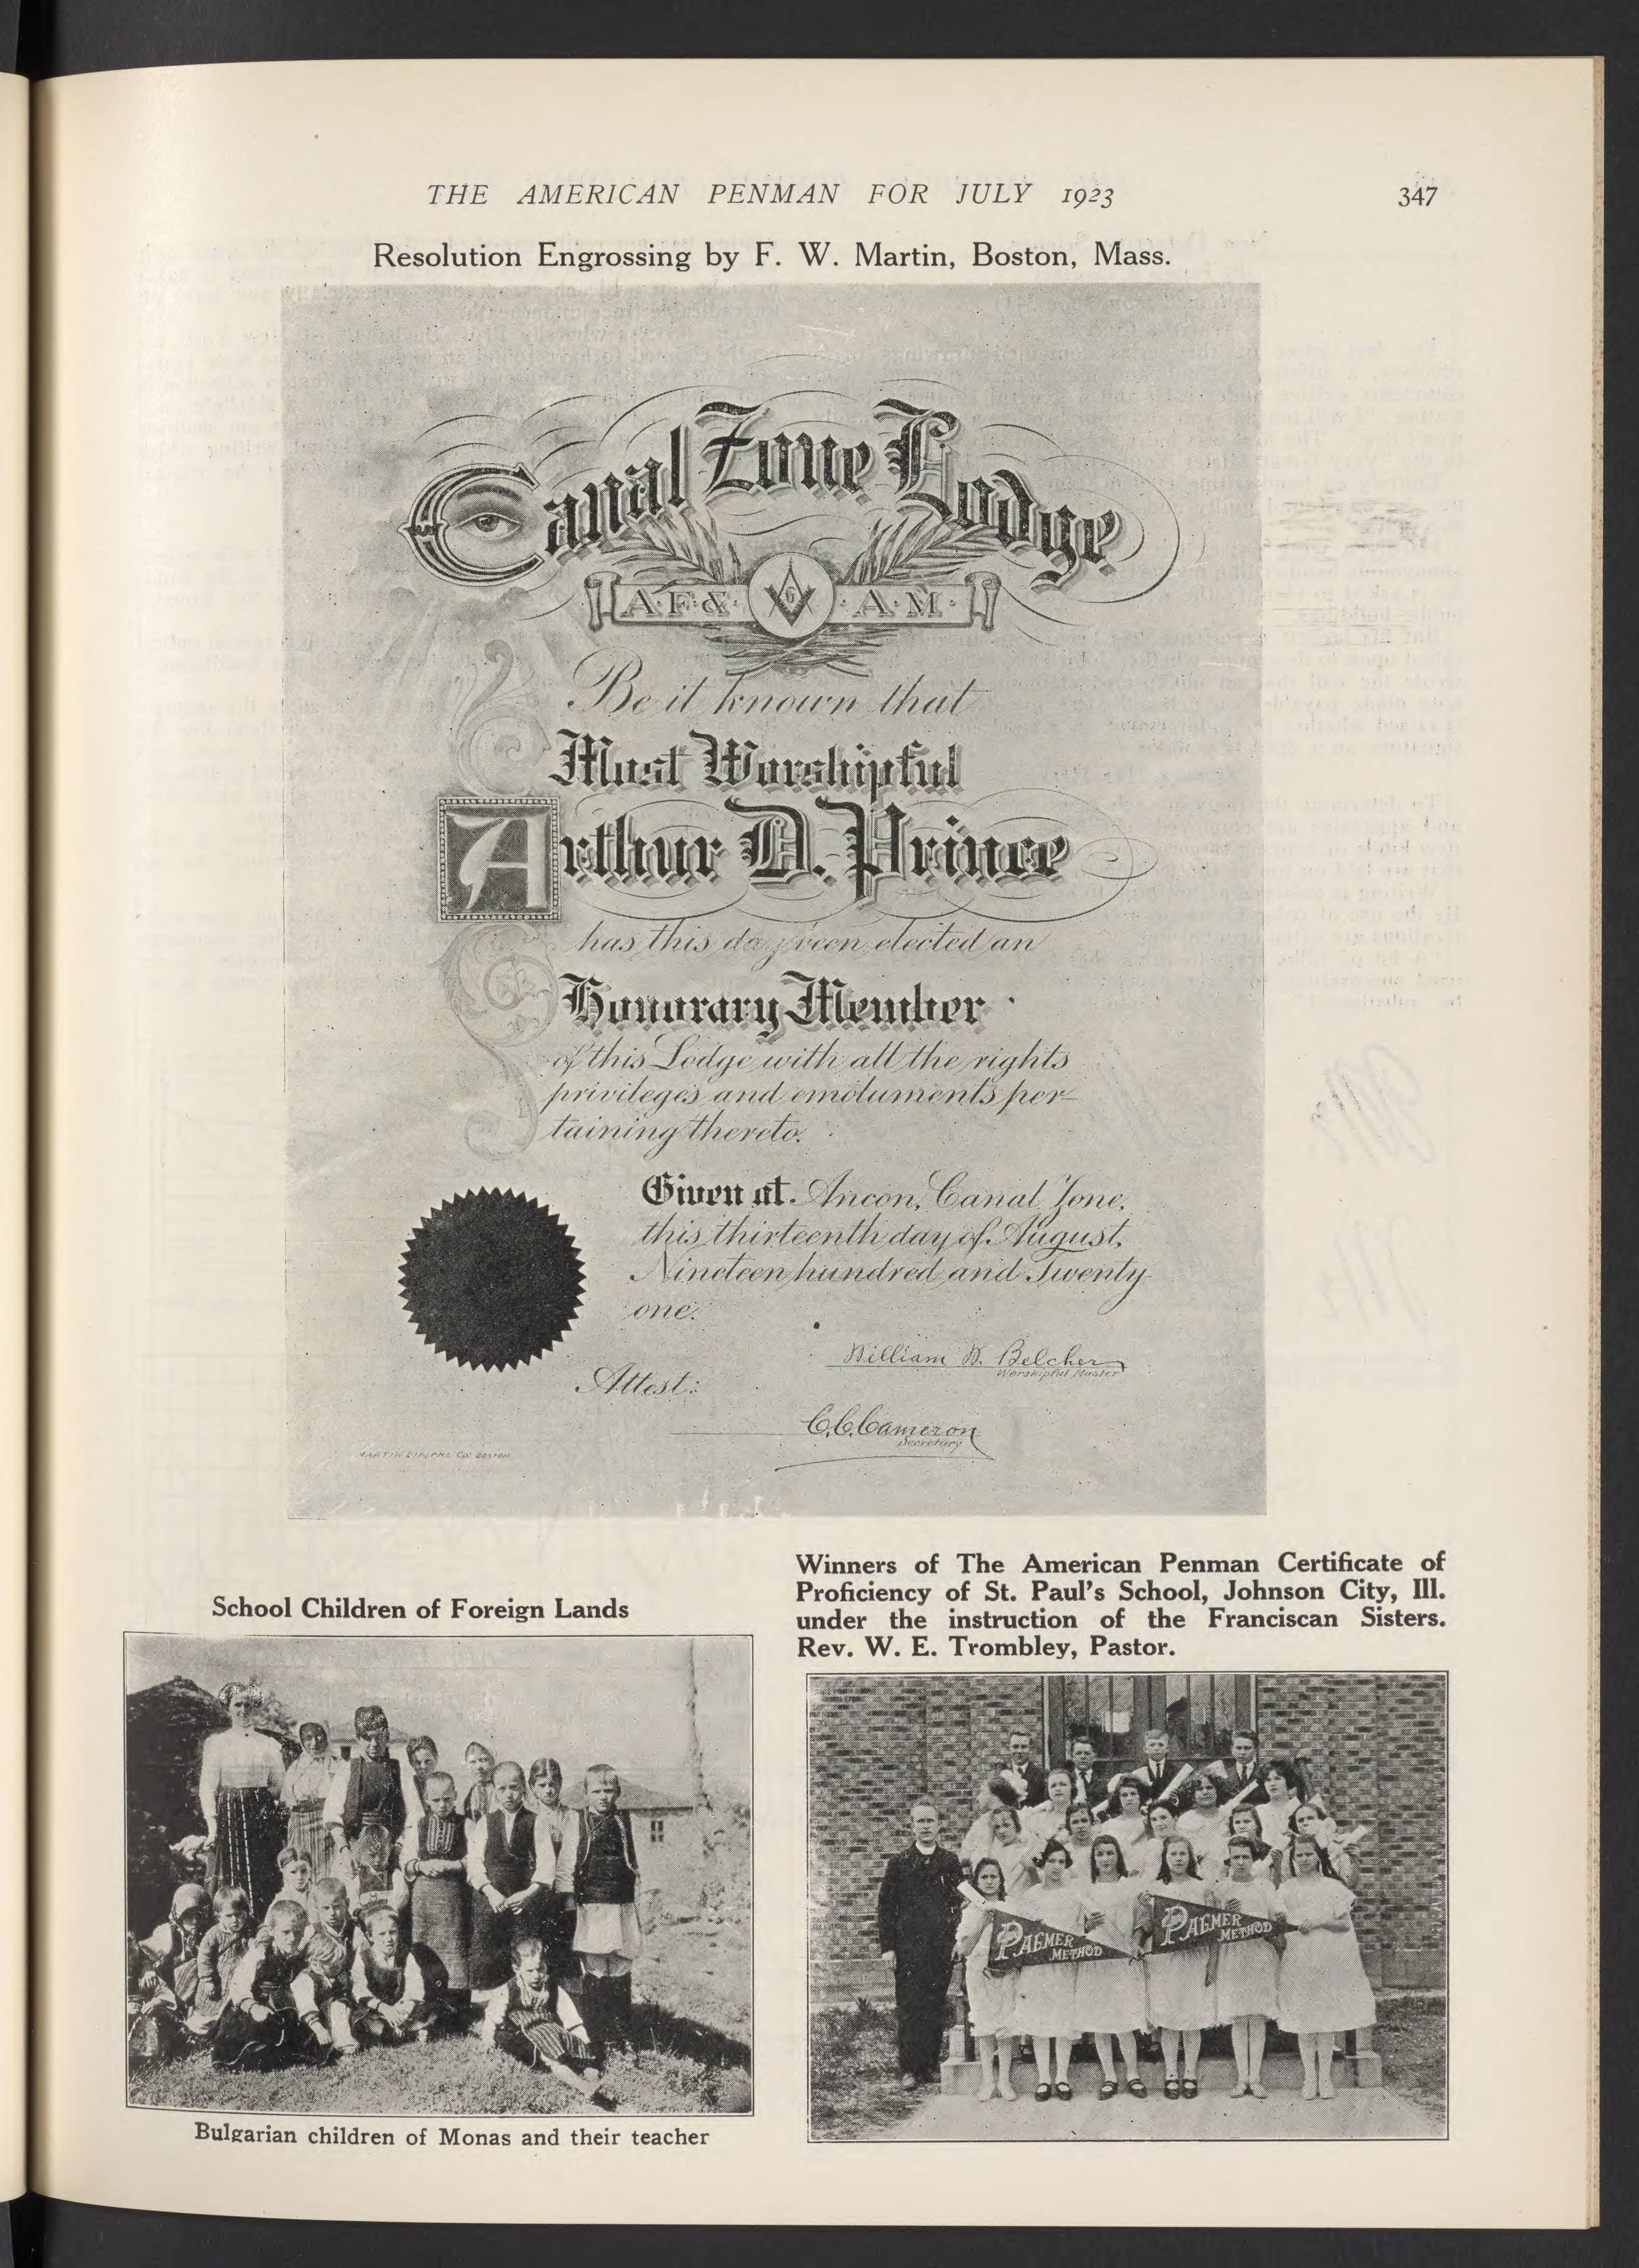 THE AMERICAN PENMAN FOR JULY 1923 347
Resolution Engrossing by F. W. Martin, Boston, Mass.
Canal Zone Lodge
A.F. & A.M.
G
Be it known that
Most Worshipful
Arthur D. Prince
has this day been elected an
Honorary Member
of this Lodge with all the rights
privileges and emoluments per-
taining thereto.
Given at Ancon, Canal Zone,
this thirteenth day of August,
Nineteen hundred and Twenty
one.
William W. Belcher
Worshipful Master
Attest:
C.C. Cameron
Secretary
MARTIN DIPLOMA CO. BOSTON
School Children of Foreign Lands
Bulgarian children of Monas and their teacher
Winners of The American Penman Certificate of
Proficiency of St. Paul's School, Johnson City, Ill.
under the instruction of the Franciscan Sisters.
Rev. W. E. Trombley, Pastor.
PALMER
METHOD
PALMER
METHOD